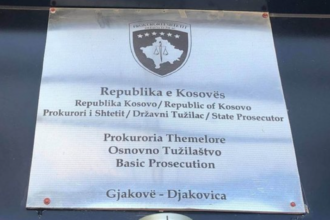 Republika e Kosovës
Republika Kosovo / Republic of Kosovo
Prokurori i Shtetit / Državni Tužilac / State Prosecutor
Prokuroria Themelore
Osnovno Tužilaštvo
Basic Prosecution
Gjakovë - Djakovica